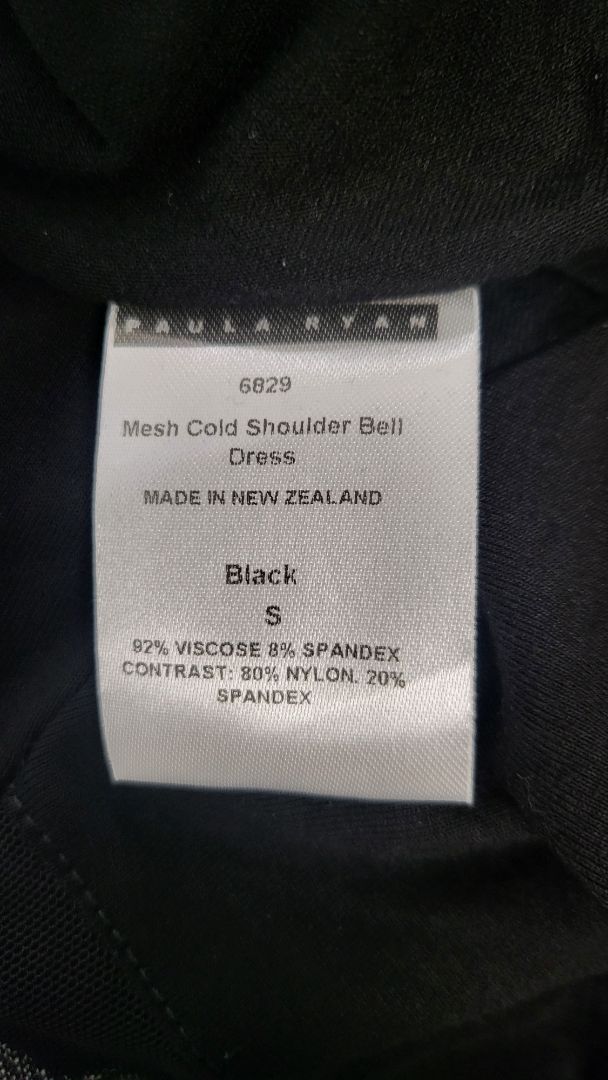 PAULA RYAN
6829
Mesh Cold Shoulder Bell
Dress
MADE IN NEW ZEALAND
Black
S
92% VISCOSE 8% SPANDEX
CONTRAST: 80% NYLON. 20%
SPANDEX